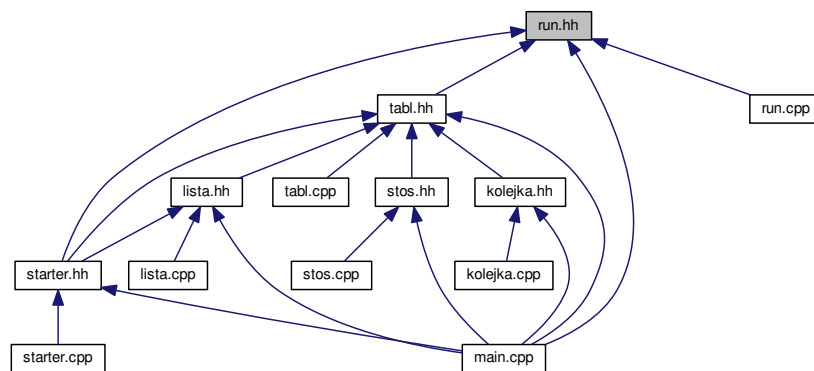 run.hh
tabl.hh
run.cpp
lista.hh
tabl.cpp
stos.hh
kolejka.hh
starter.hh
lista.cpp
stos.cpp
kolejka.cpp
starter.cpp
main.cpp